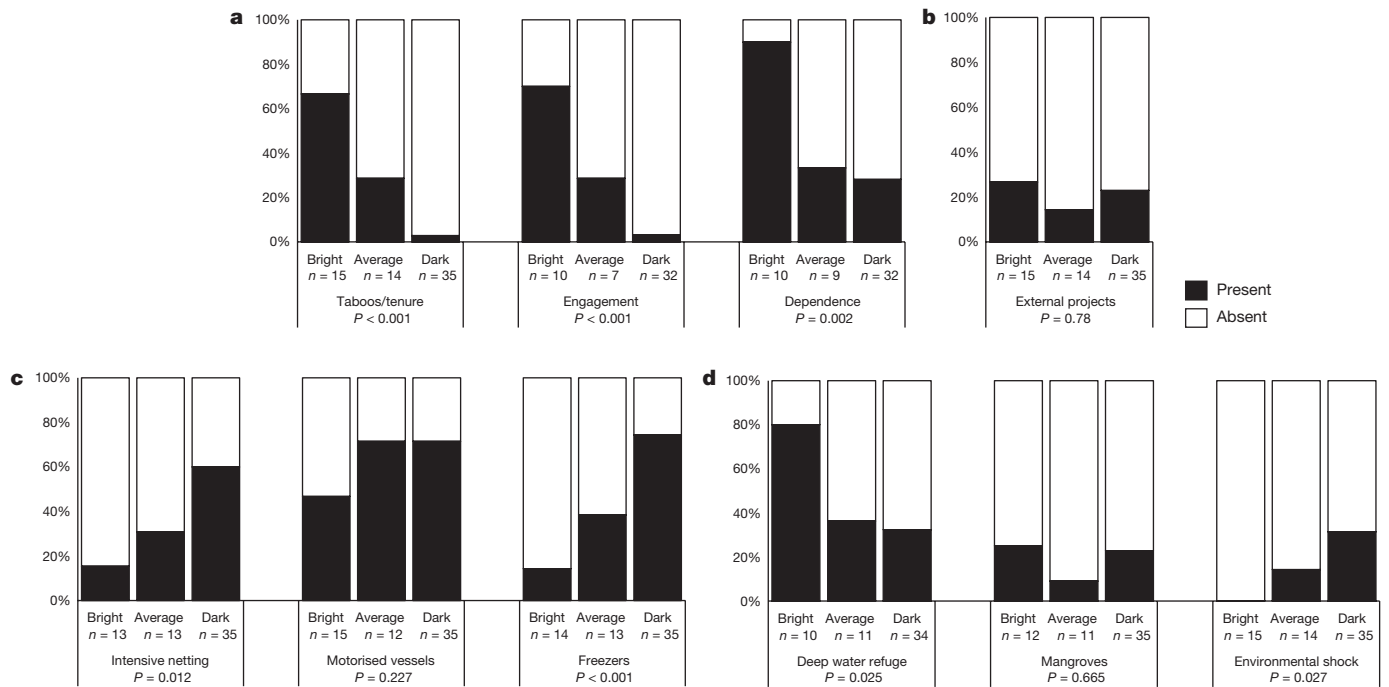 a
100%
80%
60%
40%
20%
0%
Bright Average Dark
n = 15 n = 14 n = 35
Taboos/tenure
P < 0.001
Bright Average Dark
n = 10 n = 7 n = 32
Engagement
P < 0.001
Bright Average Dark
n = 10 n = 9 n = 32
Dependence
P = 0.002
b
100%
80%
60%
40%
20%
0%
Bright Average Dark
n = 15 n = 14 n = 35
External projects
P = 0.78
Present
Absent
c
100%
80%
60%
40%
20%
0%
Bright Average Dark
n = 13 n = 13 n = 35
Intensive netting
P = 0.012
Bright Average Dark
n = 15 n = 12 n = 35
Motorised vessels
P = 0.227
Bright Average Dark
n = 14 n = 13 n = 35
Freezers
P < 0.001
d
100%
80%
60%
40%
20%
0%
Bright Average Dark
n = 10 n = 11 n = 34
Deep water refuge
P = 0.025
Bright Average Dark
n = 12 n = 11 n = 35
Mangroves
P = 0.665
Bright Average Dark
n = 15 n = 14 n = 35
Environmental shock
P = 0.027